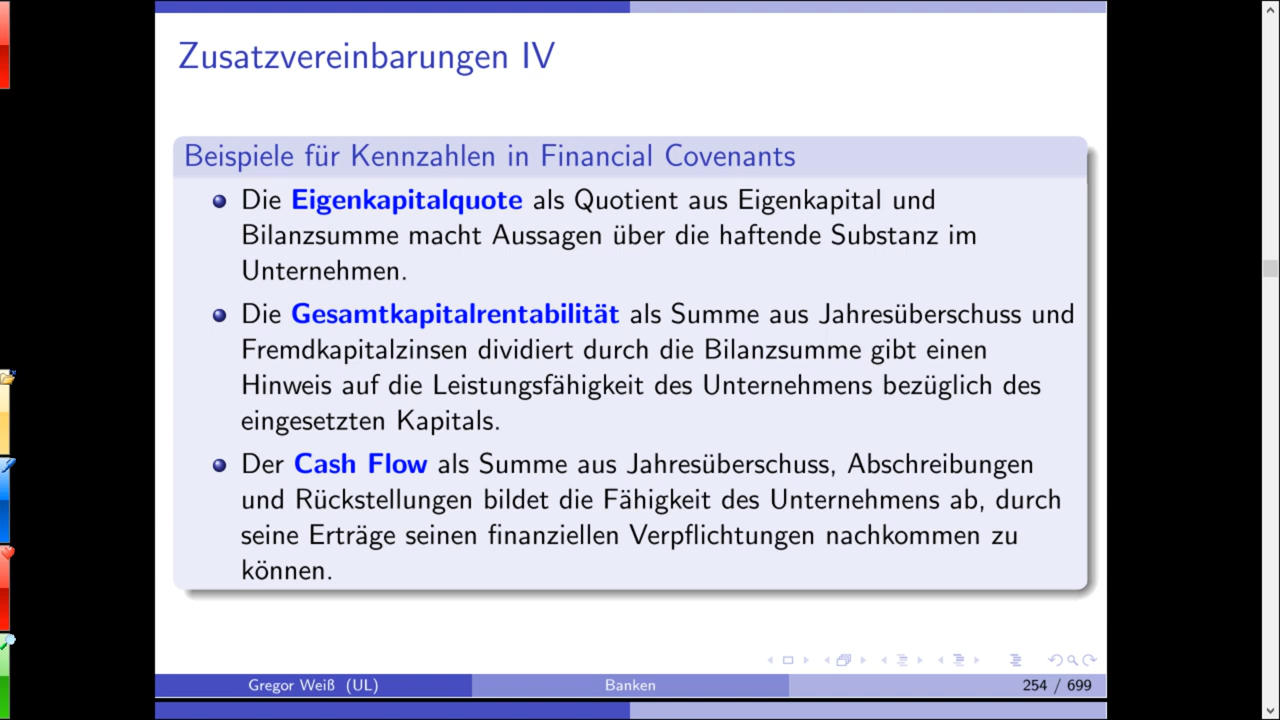 Zusatzvereinbarungen IV
Beispiele für Kennzahlen in Financial Covenants
Die Eigenkapitalquote als Quotient aus Eigenkapital und
Bilanzsumme macht Aussagen über die haftende Substanz im
Unternehmen.
Die Gesamtkapitalrentabilität als Summe aus Jahresüberschuss und
Fremdkapitalzinsen dividiert durch die Bilanzsumme gibt einen
Hinweis auf die Leistungsfähigkeit des Unternehmens bezüglich des
eingesetzten Kapitals.
Der Cash Flow als Summe aus Jahresüberschuss, Abschreibungen
und Rückstellungen bildet die Fähigkeit des Unternehmens ab, durch
seine Erträge seinen finanziellen Verpflichtungen nachkommen zu
können.
Gregor Weiß (UL) Banken 254 / 699